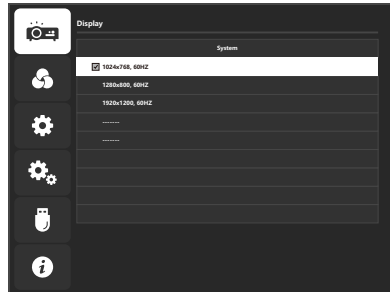 Display
System
1024x768, 60HZ
1280x800, 60HZ
1920x1200, 60HZ
-------
-------
i